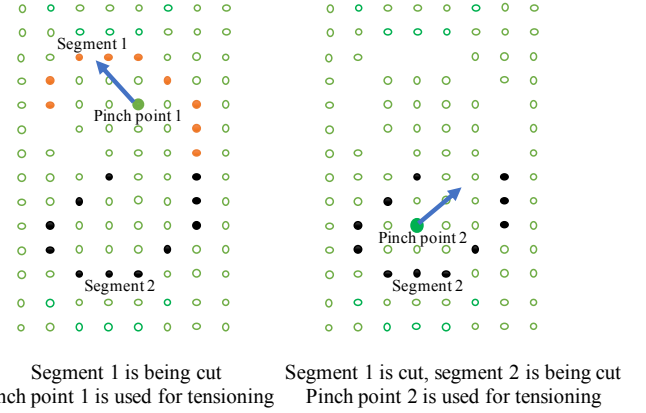 Segment 1
Pinch point 1
Segment 2
Pinch point 2
Segment 2
Segment 1 is being cut
nch point 1 is used for tensioning
Segment 1 is cut, segment 2 is being cut
Pinch point 2 is used for tensioning